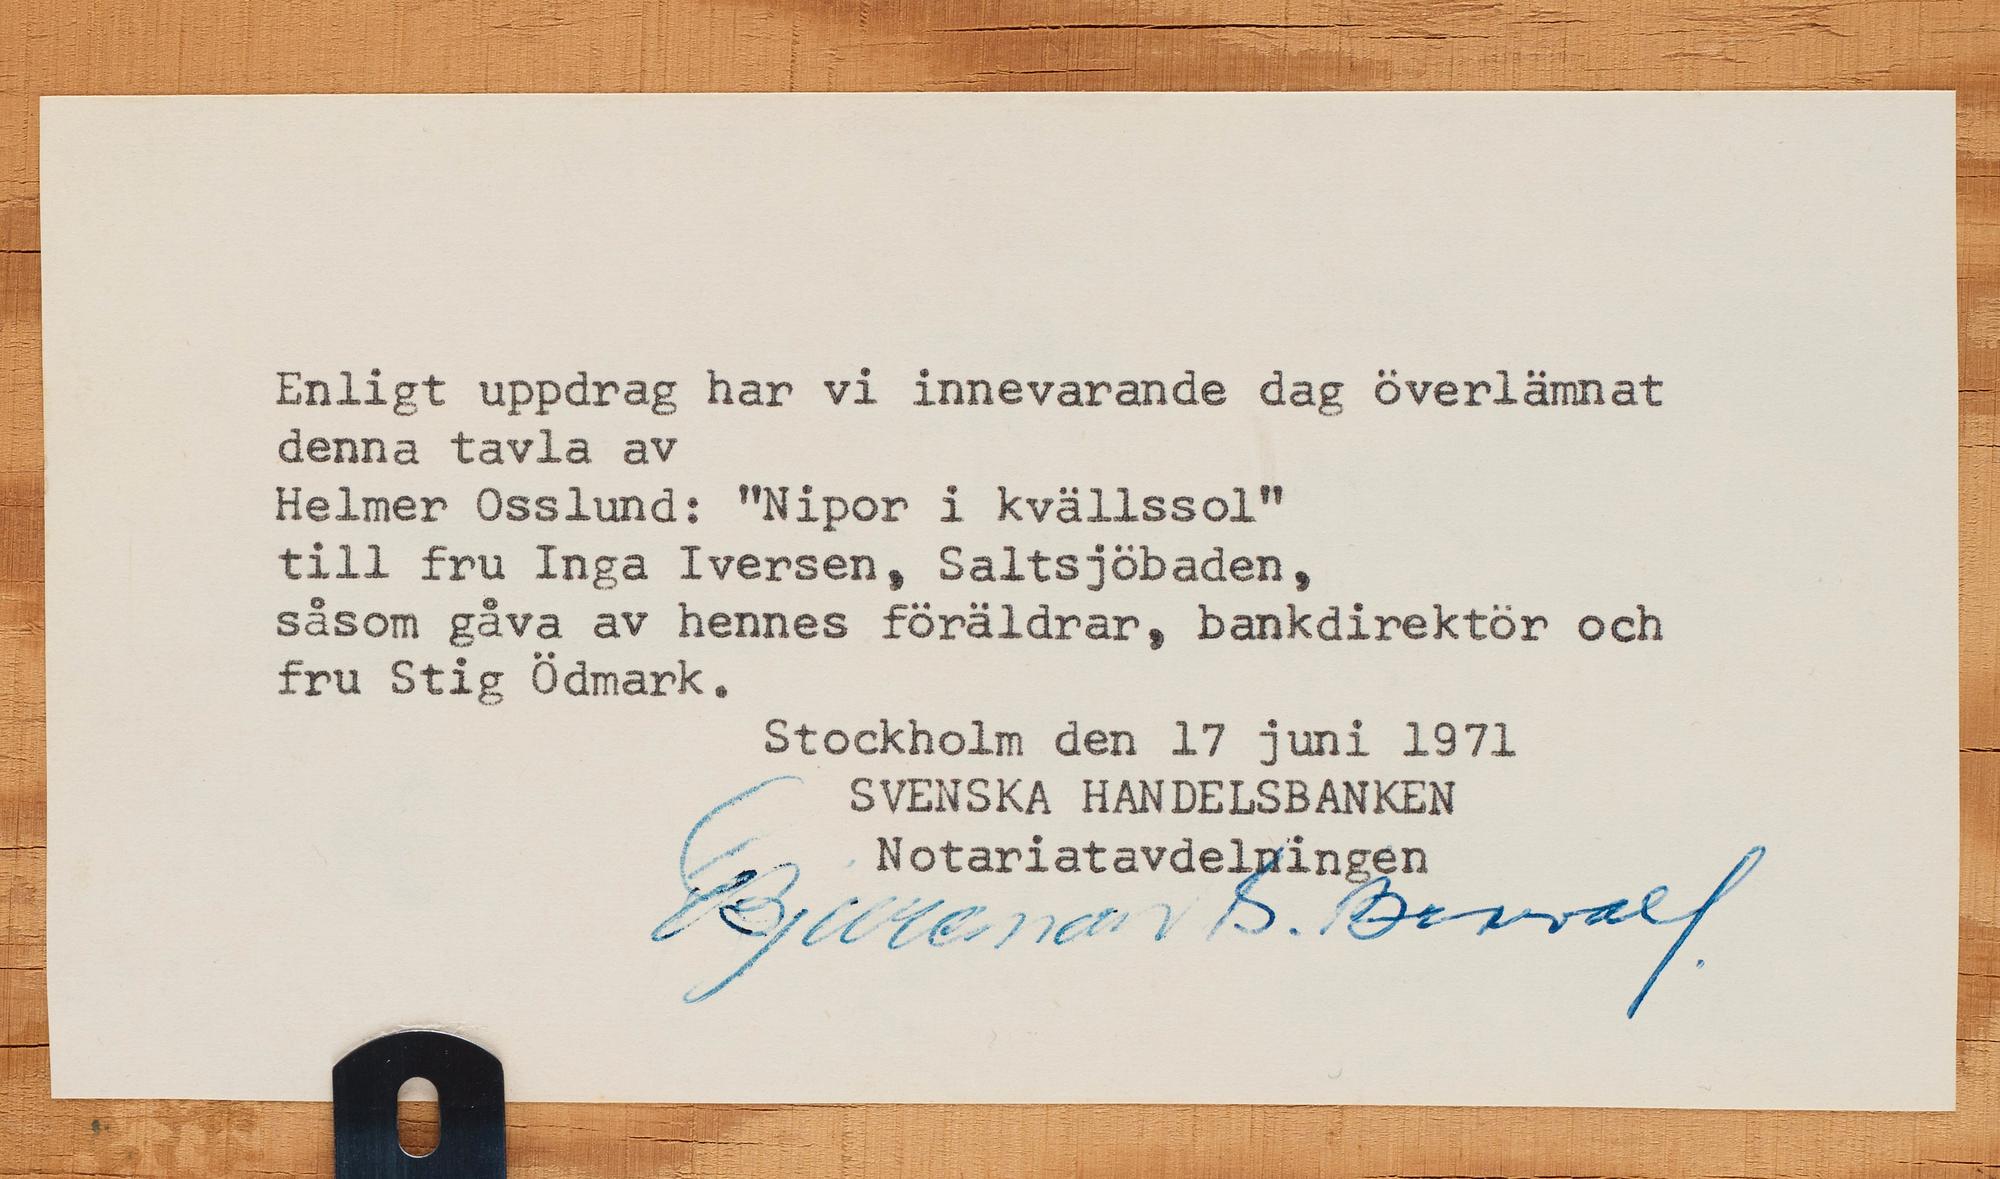 Enligt uppdrag har vi innevarande dag överlämnat
denna tavla av
Helmer Osslund: "Nipor i kvällssol"
till fru Inga Iversen, Saltsjöbaden,
såsom gåva av hennes föräldrar, bankdirektör och
fru Stig Ödmark.
Stockholm den 17 juni 1971
SVENSKA HANDELSBANKEN
Notariatavdelningen